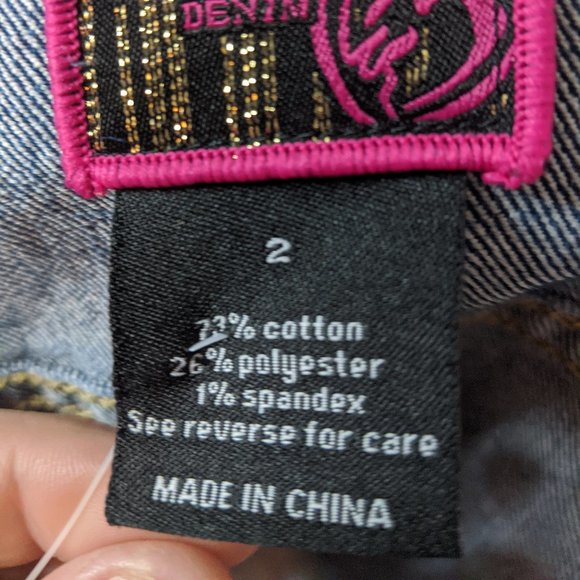 DENIM
2
73% cotton
26% polyester
1% spandex
See reverse for care
MADE IN CHINA